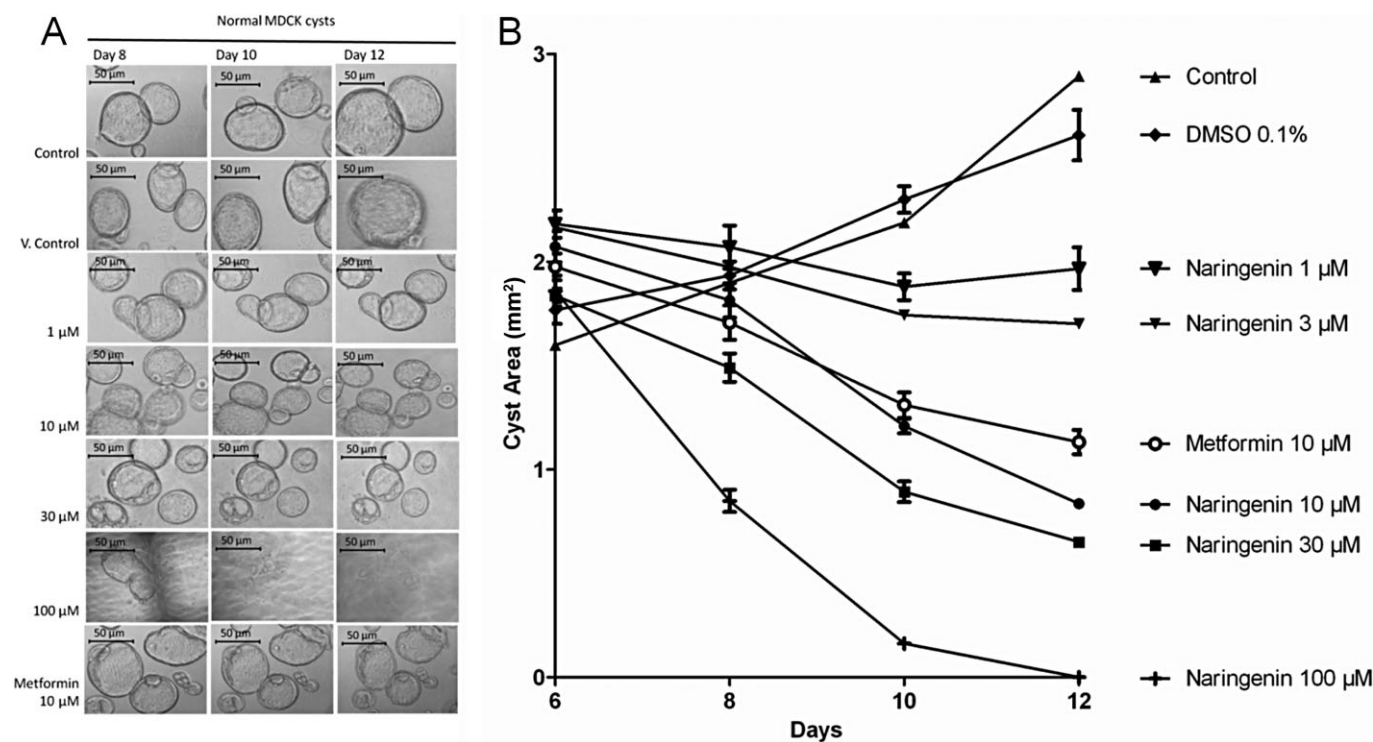 A
Normal MDCK cysts
Day 8 Day 10 Day 12
50 µm 50 µm 50 µm
Control
50 µm 50 µm 50 µm
V. Control
50 µm 50 µm 50 µm
1 µM
50 µm 50 µm 50 µm
10 µM
50 µm 50 µm 50 µm
30 µM
50 µm 50 µm 50 µm
100 µM
50 µm 50 µm 50 µm
Metformin
10 µM
B
Cyst Area (mm²)
3
2
1
0
6 8 10 12
Days
Control
DMSO 0.1%
Naringenin 1 µM
Naringenin 3 µM
Metformin 10 µM
Naringenin 10 µM
Naringenin 30 µM
Naringenin 100 µM